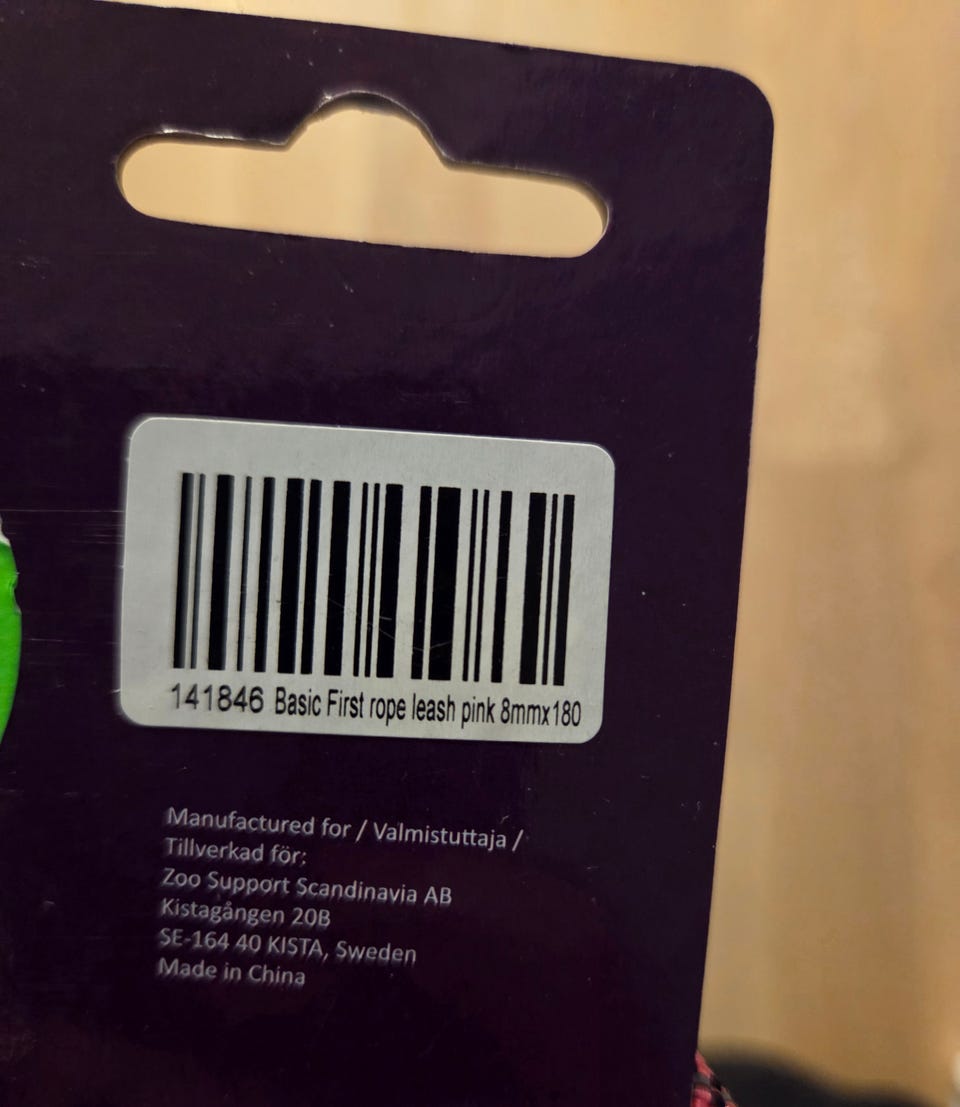 141846 Basic First rope leash pink 8mmx180
Manufactured for / Valmistuttaja /
Tillverkad för:
Zoo Support Scandinavia AB
Kistagången 20B
SE-164 40 KISTA, Sweden
Made in China